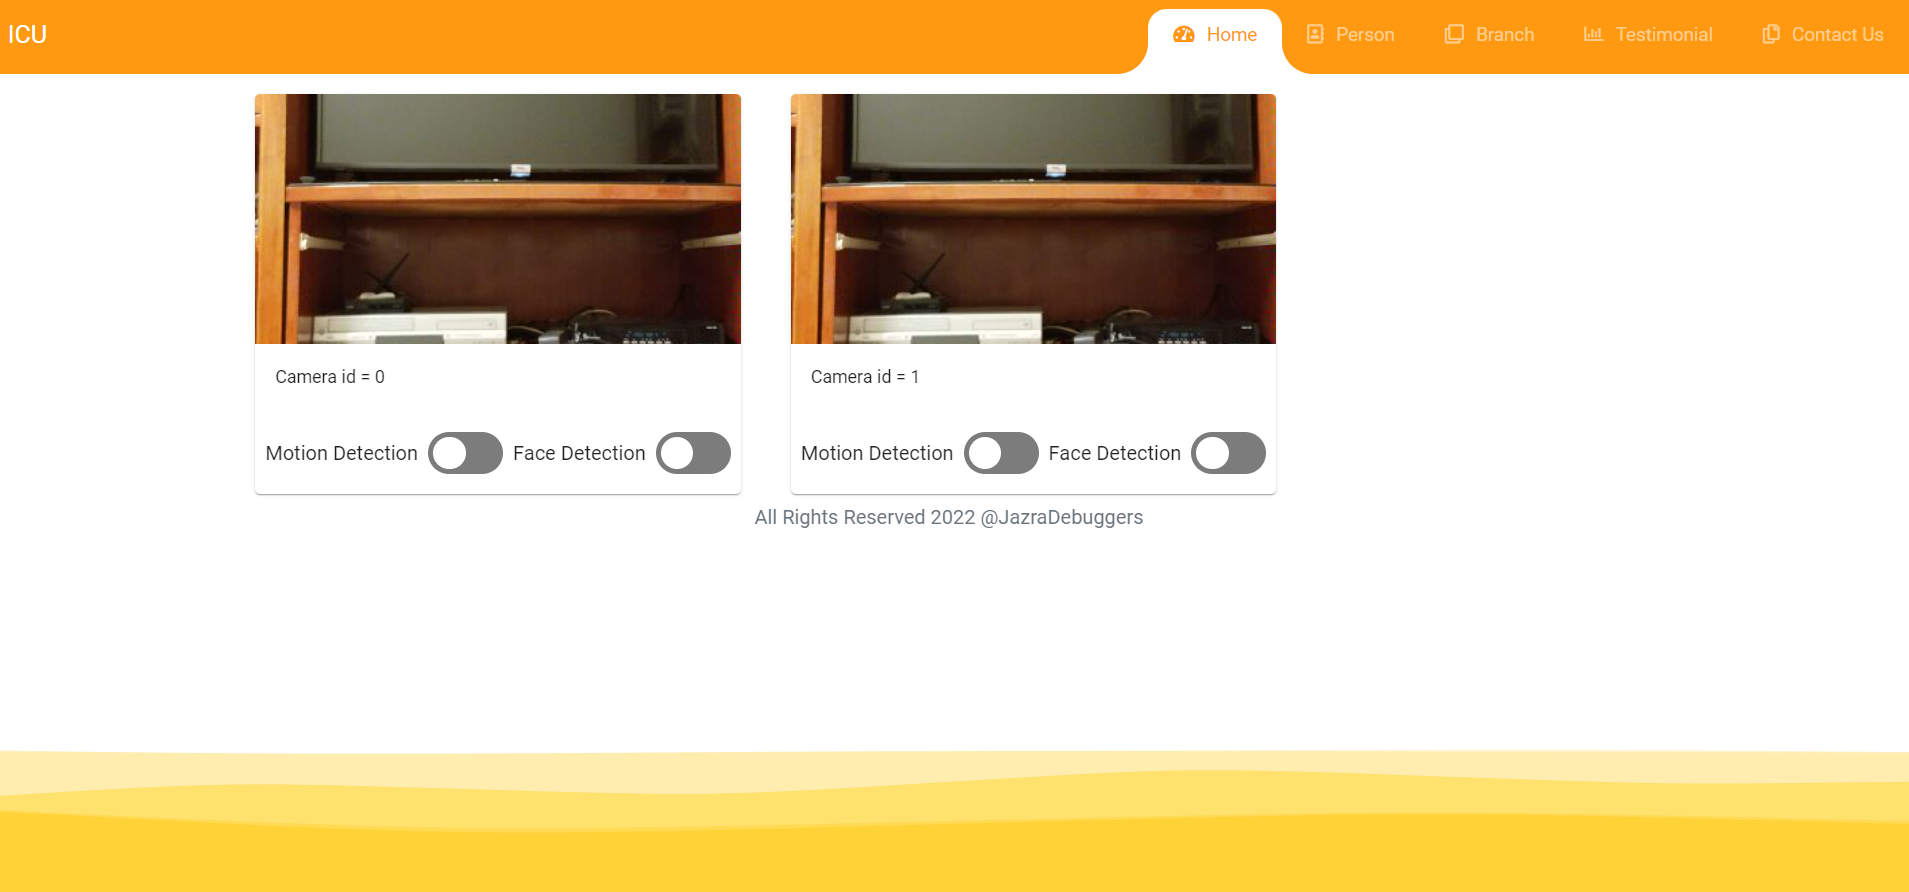 ICU
Home
Person
Branch
Testimonial
Contact Us
Camera id = 0
Motion Detection
Face Detection
Camera id = 1
Motion Detection
Face Detection
All Rights Reserved 2022 @JazraDebuggers